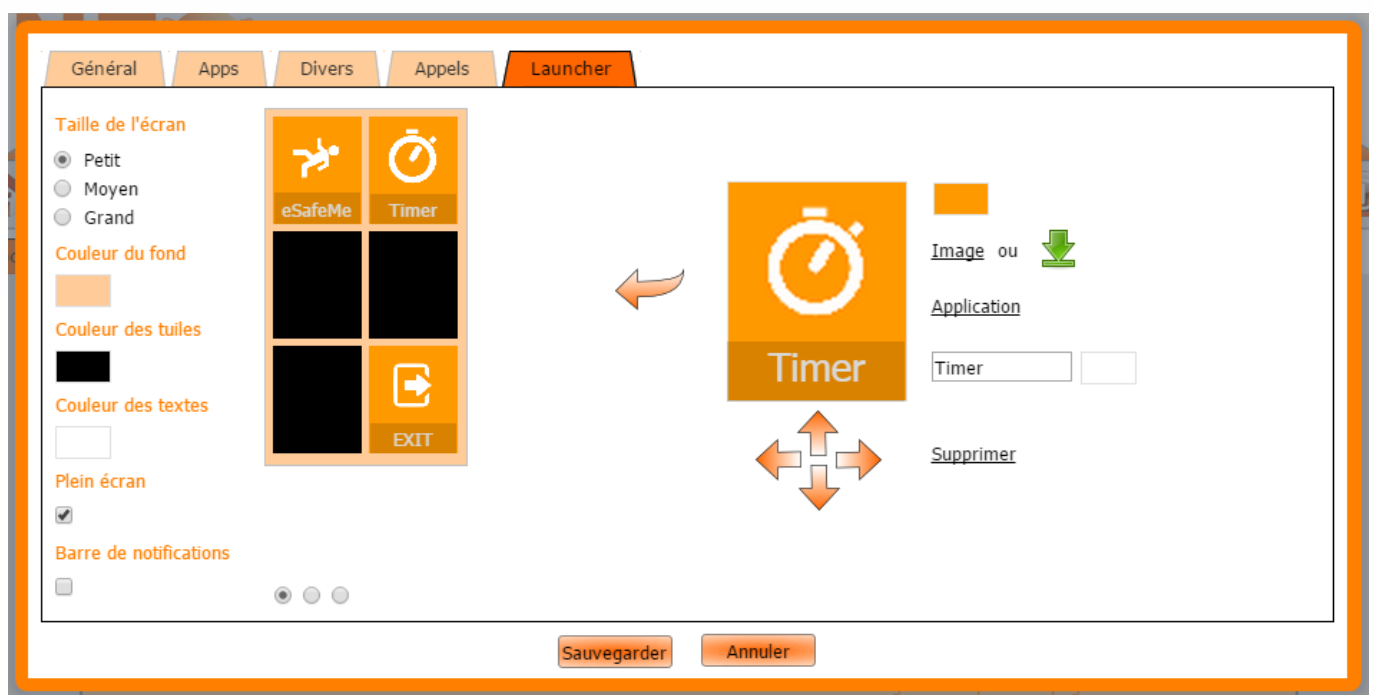 Général
Apps
Divers
Appels
Launcher
Taille de l'écran
Petit
Moyen
Grand
Couleur du fond
Couleur des tuiles
Couleur des textes
Plein écran
Barre de notifications
eSafeMe
Timer
EXIT
Timer
Image ou
Application
Timer
Supprimer
Sauvegarder
Annuler